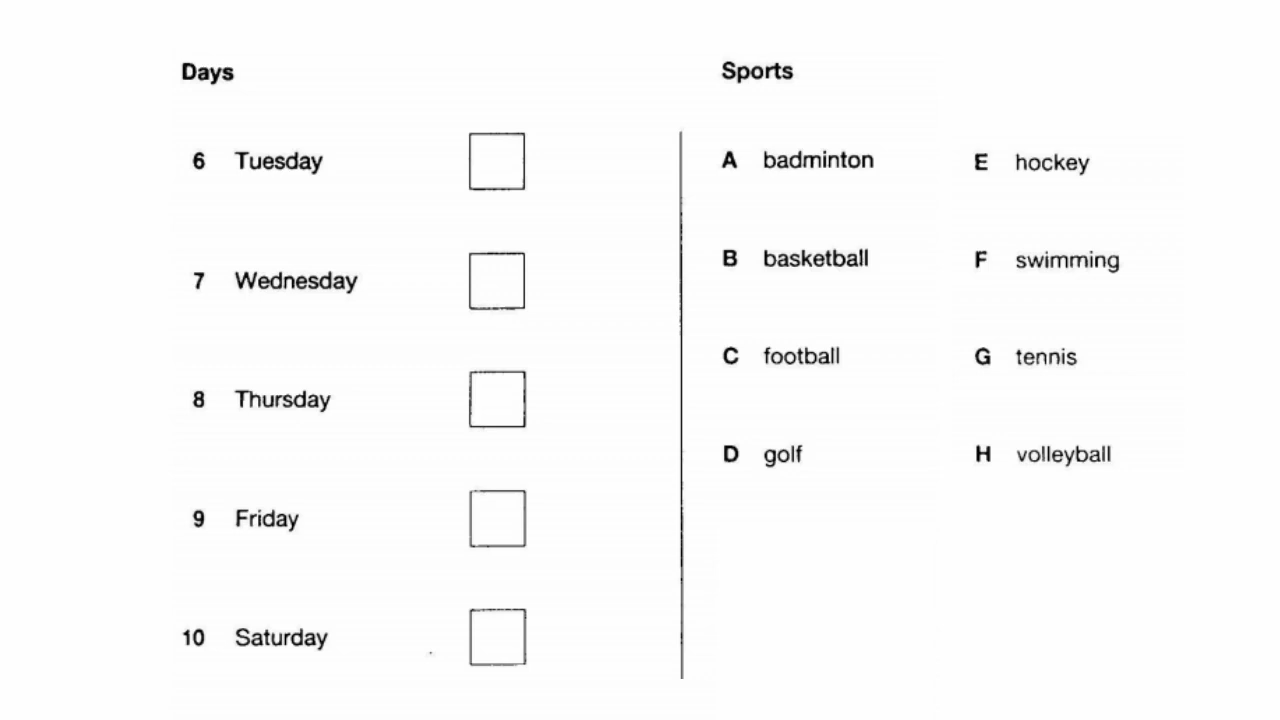 Days
6 Tuesday
7 Wednesday
8 Thursday
9 Friday
10 Saturday
Sports
A badminton
B basketball
C football
D golf
E hockey
F swimming
G tennis
H volleyball